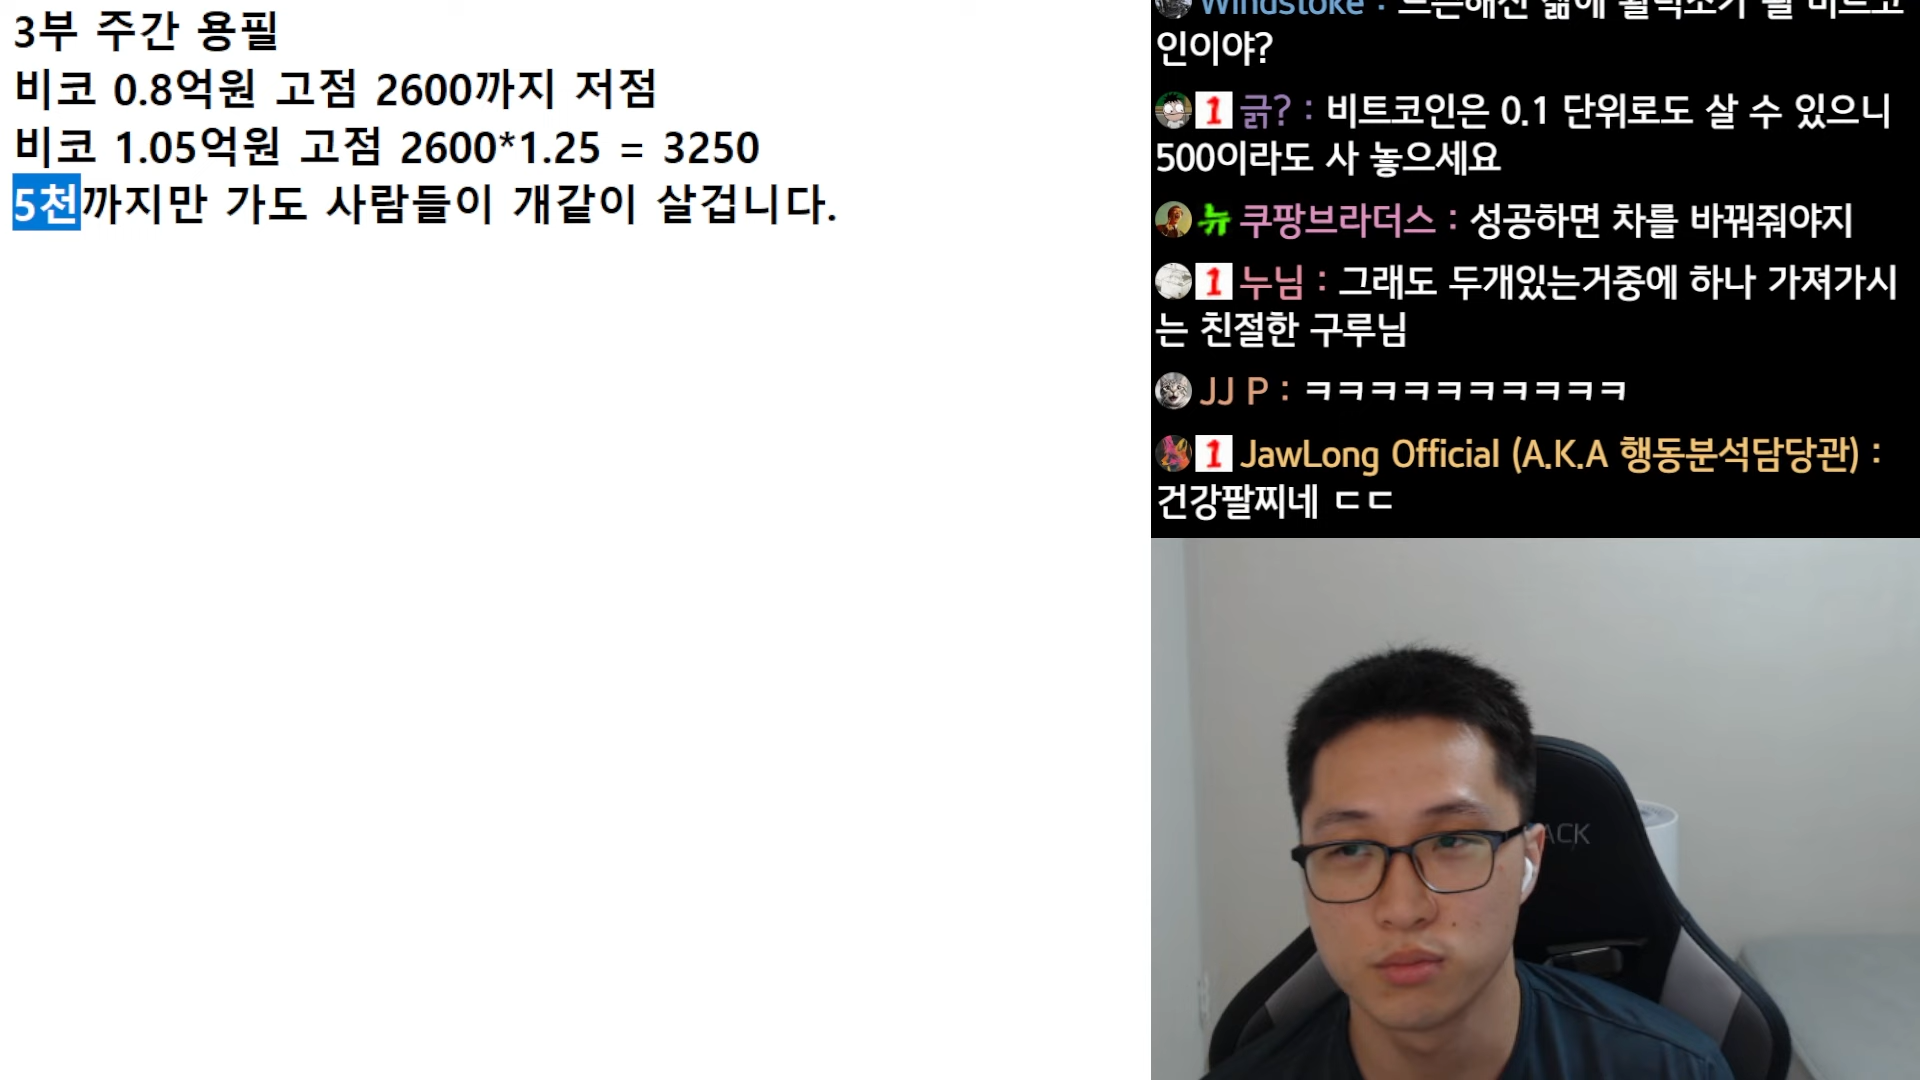 3부 주간 용필
비코 0.8억원 고점 2600까지 저점
비코 1.05억원 고점 2600*1.25 = 3250
5천까지만 가도 사람들이 개같이 살겁니다.
Windstoke :
인이야?
1 긁? : 비트코인은 0.1 단위로도 살 수 있으니
500이라도 사 놓으세요
뉴 쿠팡브라더스 : 성공하면 차를 바꿔줘야지
1 누님 : 그래도 두개있는거중에 하나 가져가시
는 친절한 구루님
JJ P : ㅋㅋㅋㅋㅋㅋㅋㅋㅋㅋ
1 JawLong Official (A.K.A 행동분석담당관) :
건강팔찌네 ㄷㄷ
ACK